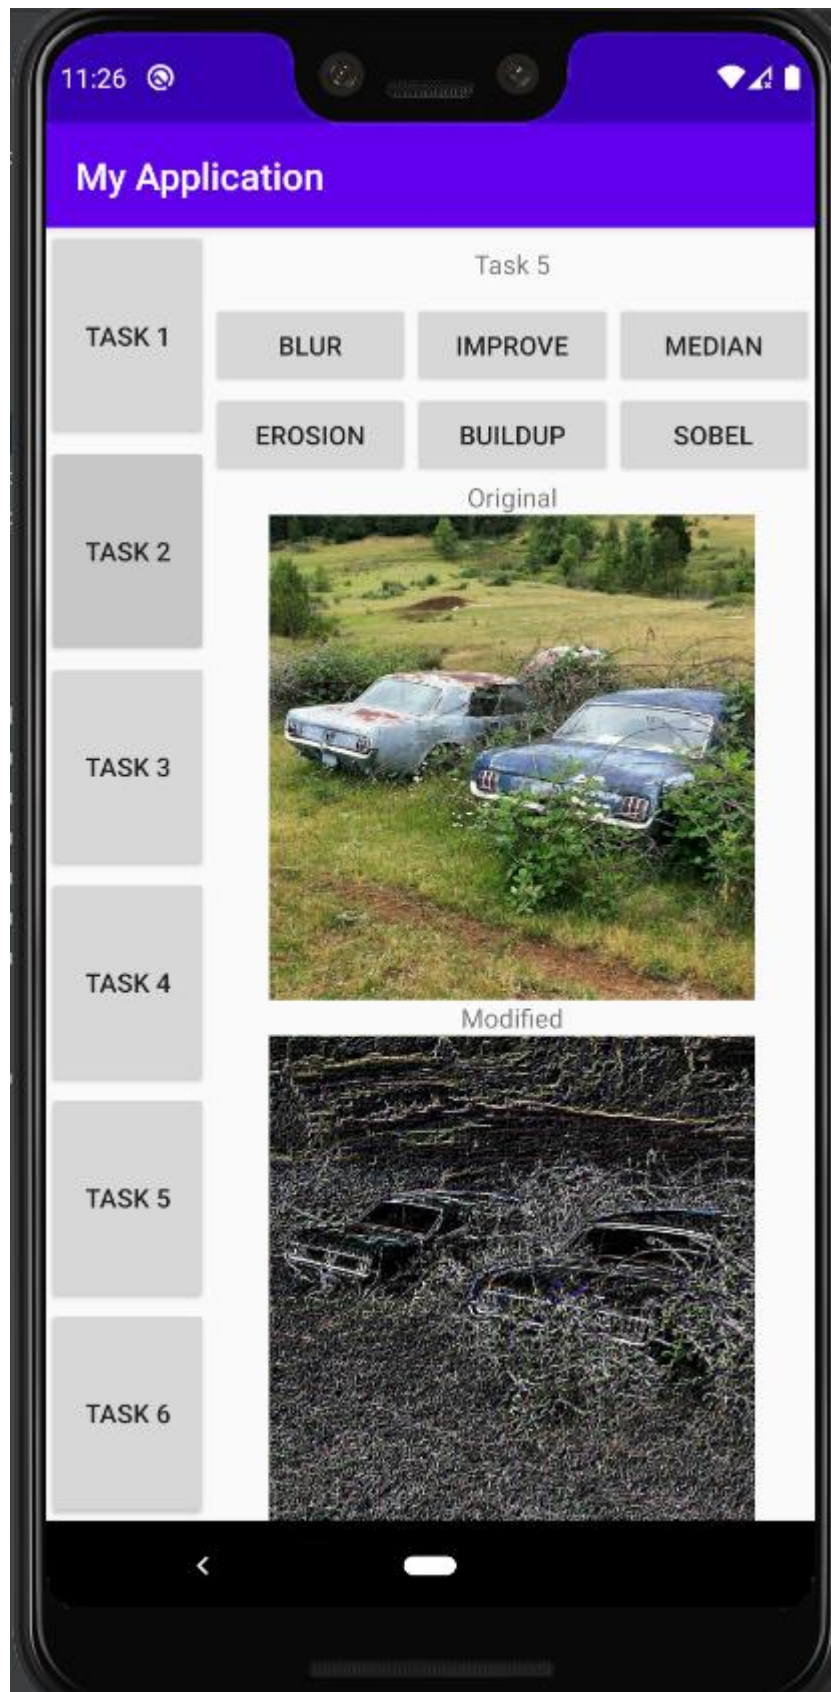 11:26
My Application
TASK 1
TASK 2
TASK 3
TASK 4
TASK 5
TASK 6
Task 5
BLUR IMPROVE MEDIAN
EROSION BUILDUP SOBEL
Original
Modified